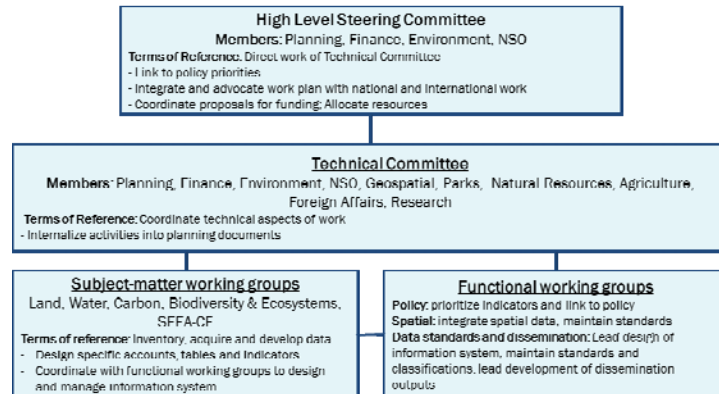 High Level Steering Committee
Members: Planning, Finance, Environment, NSO
Terms of Reference: Direct work of Technical Committee
- Link to policy priorities
- Integrate and advocate work plan with national and international work
- Coordinate proposals for funding; Allocate resources
Technical Committee
Members: Planning, Finance, Environment, NSO, Geospatial, Parks, Natural Resources, Agriculture,
Foreign Affairs, Research
Terms of Reference: Coordinate technical aspects of work
- Internalize activities into planning documents
Subject-matter working groups
Land, Water, Carbon, Biodiversity & Ecosystems,
SEEA-CF
Terms of reference: Inventory, acquire and develop data
- Design specific accounts, tables and indicators
- Coordinate with functional working groups to design
and manage information system
Functional working groups
Policy: prioritize indicators and link to policy
Spatial: integrate spatial data, maintain standards
Data standards and dissemination: Lead design of
information system, maintain standards and
classifications, lead development of dissemination
outputs